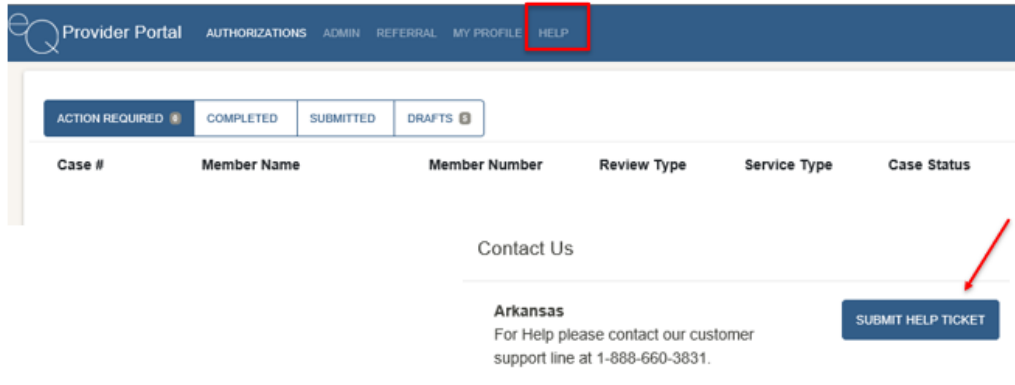 eQ Provider Portal AUTHORIZATIONS ADMIN REFERRAL MY PROFILE HELP
ACTION REQUIRED 0 COMPLETED SUBMITTED DRAFTS 5
Case # Member Name Member Number Review Type Service Type Case Status
Contact Us
Arkansas
For Help please contact our customer
support line at 1-888-660-3831.
SUBMIT HELP TICKET